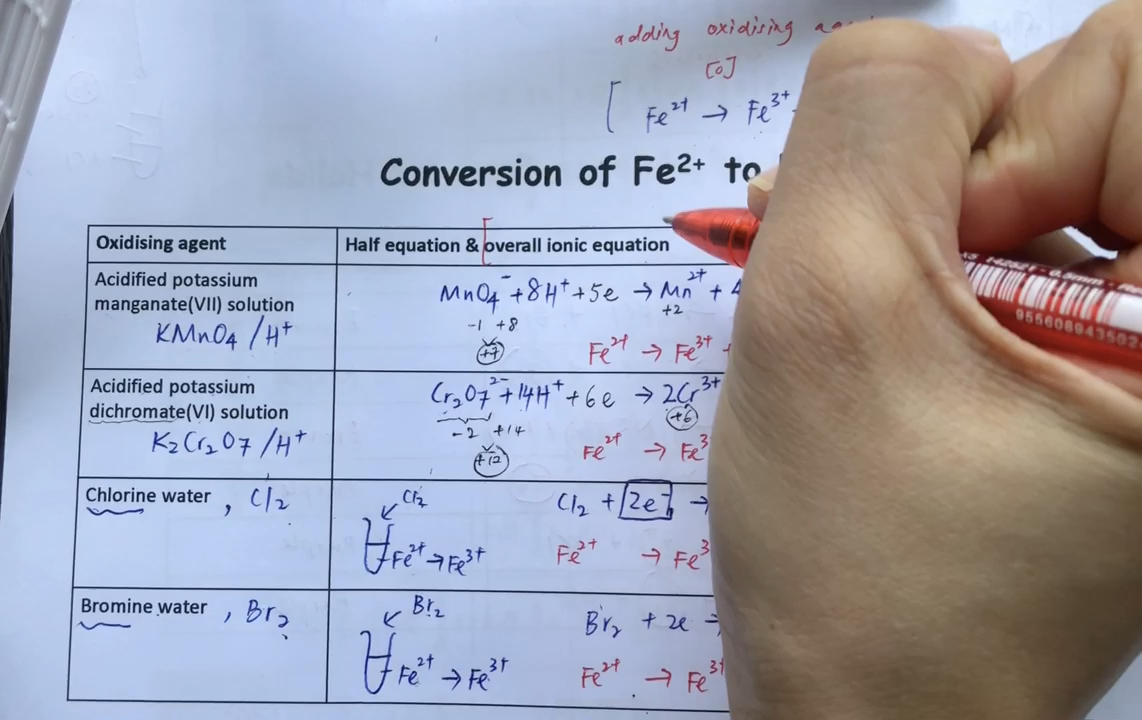 adding oxidising
[O]
[ Fe²⁺ → Fe³⁺
Conversion of Fe²⁺ to
Oxidising agent
Half equation & [overall ionic equation
Acidified potassium
manganate(VII) solution
KMnO4 /H⁺
MnO4⁻ + 8H⁺ + 5e → Mn²⁺ + 4
-1 +8
+2
+7
Fe²⁺ → Fe³⁺ +
Acidified potassium
dichromate(VI) solution
K2Cr2O7 /H⁺
Cr2O7²⁻ + 14H⁺ + 6e → 2Cr³⁺
-2 +14
+6
+12
Fe²⁺ → Fe³
Chlorine water , Cl2
Cl2
Cl2 + 2e →
Fe²⁺ → Fe³⁺
Fe²⁺ → Fe³
Bromine water , Br2
Br2
Br2 + 2e →
Fe²⁺ → Fe³⁺
Fe²⁺ → Fe³⁺
955608943502